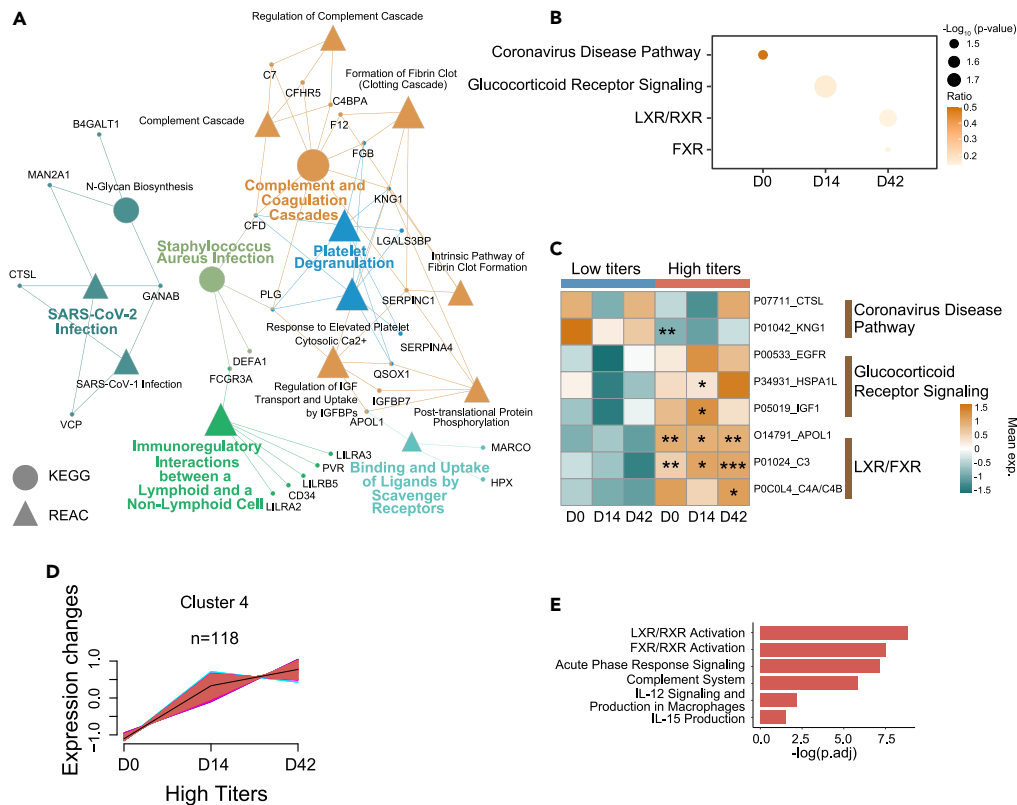 A
Regulation of Complement Cascade
C7
CFHR5
Formation of Fibrin Clot
(Clotting Cascade)
C4BPA
F12
Complement Cascade
B4GALT1
FGB
MAN2A1
N-Glycan Biosynthesis
Complement and
Coagulation
Cascades
KNG1
CFD
LGALS3BP
Staphylococcus
Aureus Infection
Platelet
Degranulation
Intrinsic Pathway of
Fibrin Clot Formation
CTSL
GANAB
PLG
SERPINC1
SARS-CoV-2
Infection
Response to Elevated Platelet
Cytosolic Ca2+
SERPINA4
DEFA1
FCGR3A
QSOX1
SARS-CoV-1 Infection
Regulation of IGF
Transport and Uptake
by IGFBPs
IGFBP7
APOL1
Post-translational Protein
Phosphorylation
VCP
Immunoregulatory
Interactions between
a Lymphoid and a
Non-Lymphoid Cell
LILRA3
PVR
LILRB5
CD34
LILRA2
Binding and Uptake
of Ligands by
Scavenger
Receptors
MARCO
HPX
KEGG
REAC
B
Coronavirus Disease Pathway
Glucocorticoid Receptor Signaling
LXR/RXR
FXR
D0 D14 D42
-Log10 (p-value)
1.5
1.6
1.7
Ratio
0.5
0.4
0.3
0.2
C
Low titers High titers
P07711_CTSL
P01042_KNG1
**
P00533_EGFR
P34931_HSPA1L
*
P05019_IGF1
*
O14791_APOL1
** * **
P01024_C3
** * ***
P0C0L4_C4A/C4B
*
D0 D14 D42 D0 D14 D42
Coronavirus Disease
Pathway
Glucocorticoid
Receptor Signaling
LXR/FXR
1.5
1.0
0.5
0
-0.5
-1.0
-1.5
Mean exp.
D
Cluster 4
n=118
Expression changes
1.0
0.0
−1.0
D0 D14 D42
High Titers
E
LXR/RXR Activation
FXR/RXR Activation
Acute Phase Response Signaling
Complement System
IL-12 Signaling and
Production in Macrophages
IL-15 Production
0.0 2.5 5.0 7.5
-log(p.adj)